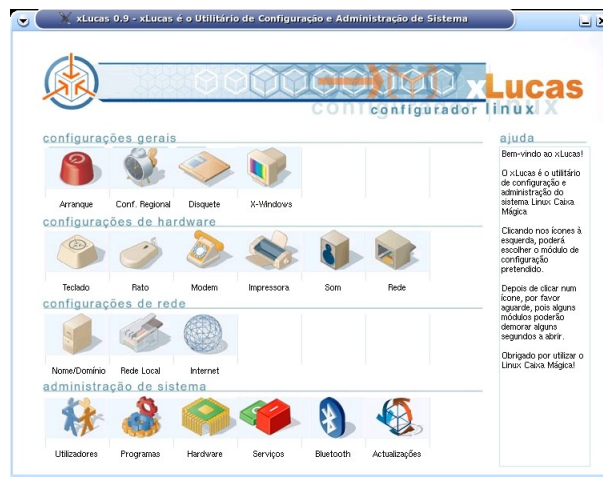 xLucas 0.9 - xLucas é o Utilitário de Configuração e Administração de Sistema
xLucas
configurador linux
configurações gerais
Arranque
Conf. Regional
Disquete
X-Windows
configurações de hardware
Teclado
Rato
Modem
Impressora
Som
Rede
configurações de rede
Nome/Domínio
Rede Local
Internet
administração de sistema
Utilizadores
Programas
Hardware
Serviços
Bluetooth
Actualizações
ajuda
Bem-vindo ao xLucas!
O xLucas é o utilitário
de configuração e
administração do
sistema Linux Caixa
Mágica
Clicando nos ícones à
esquerda, poderá
escolher o módulo de
configuração
pretendido.
Depois de clicar num
ícone, por favor
aguarde, pois alguns
módulos poderão
demorar alguns
segundos a abrir.
Obrigado por utilizar o
Linux Caixa Mágica!